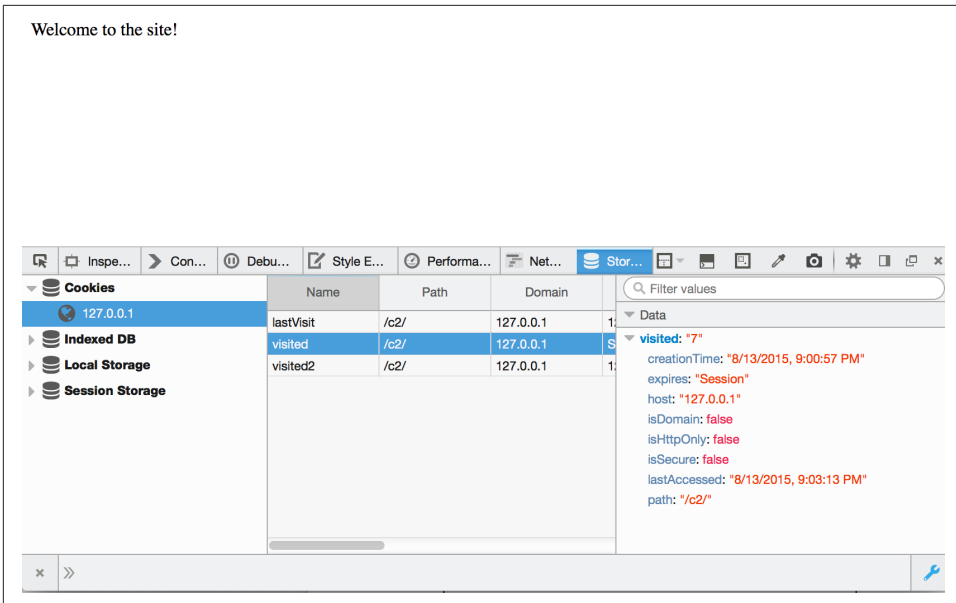 Welcome to the site!
Inspe... Con... Debu... Style E... Performa... Net... Stor...
Cookies
127.0.0.1
Indexed DB
Local Storage
Session Storage
Name Path Domain
lastVisit /c2/ 127.0.0.1
visited /c2/ 127.0.0.1 S
visited2 /c2/ 127.0.0.1
Filter values
Data
visited: "7"
creationTime: "8/13/2015, 9:00:57 PM"
expires: "Session"
host: "127.0.0.1"
isDomain: false
isHttpOnly: false
isSecure: false
lastAccessed: "8/13/2015, 9:03:13 PM"
path: "/c2/"